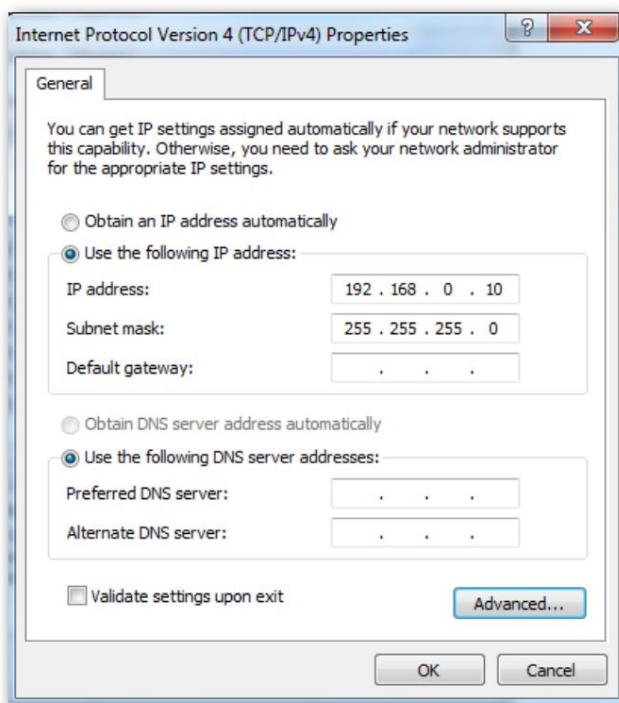 Internet Protocol Version 4 (TCP/IPv4) Properties
General
You can get IP settings assigned automatically if your network supports
this capability. Otherwise, you need to ask your network administrator
for the appropriate IP settings.
Obtain an IP address automatically
Use the following IP address:
IP address: 192 . 168 . 0 . 10
Subnet mask: 255 . 255 . 255 . 0
Default gateway: . . .
Obtain DNS server address automatically
Use the following DNS server addresses:
Preferred DNS server: . . .
Alternate DNS server: . . .
Validate settings upon exit
Advanced...
OK Cancel